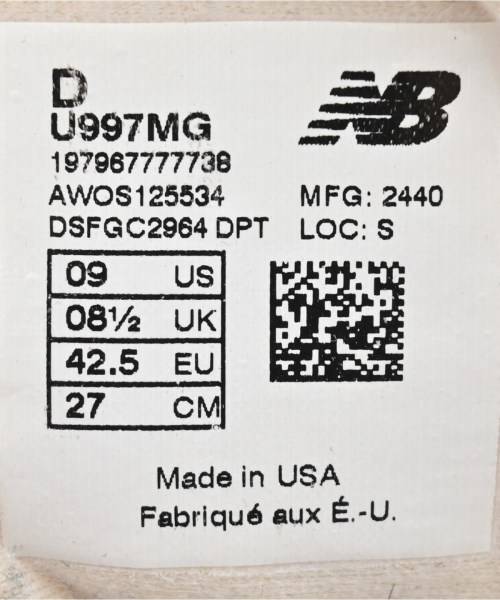 D
NB
U997MG
197967777738
AWOS125534 MFG: 2440
DSFGC2964 DPT LOC: S
09 US
08½ UK
42.5 EU
27 CM
Made in USA
Fabriqué aux É.-U.